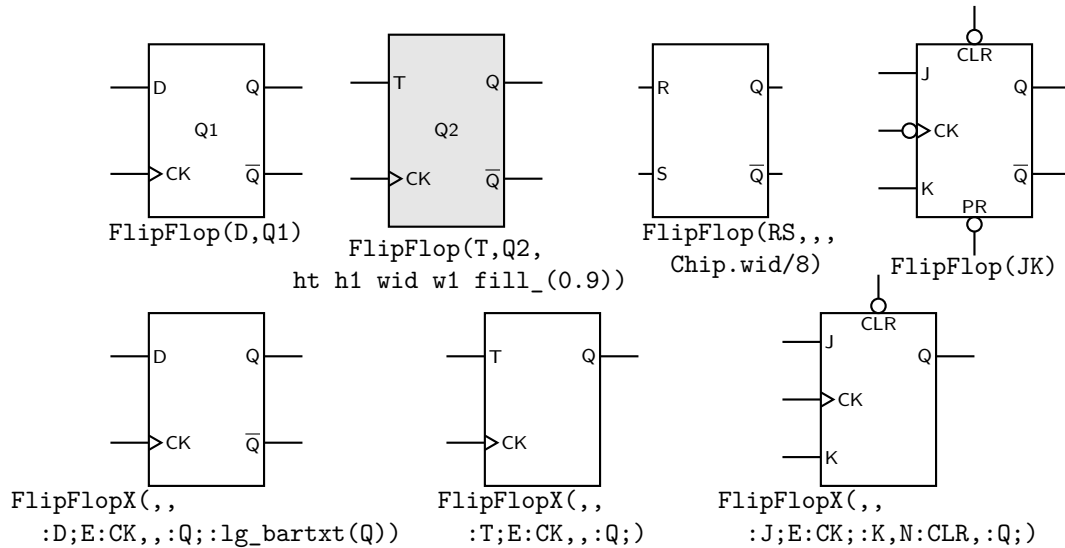 D Q
Q1
CK Q̅
FlipFlop(D,Q1)
T Q
Q2
CK Q̅
FlipFlop(T,Q2,
ht h1 wid w1 fill_(0.9))
R Q
S Q̅
FlipFlop(RS,,,
Chip.wid/8)
CLR
J Q
CK
K Q̅
PR
FlipFlop(JK)
D Q
CK Q̅
FlipFlopX(,,
:D;E:CK,,:Q;:lg_bartxt(Q))
T Q
CK
FlipFlopX(,,
:T;E:CK,,:Q;)
CLR
J Q
CK
K
FlipFlopX(,,
:J;E:CK;:K,N:CLR,:Q;)